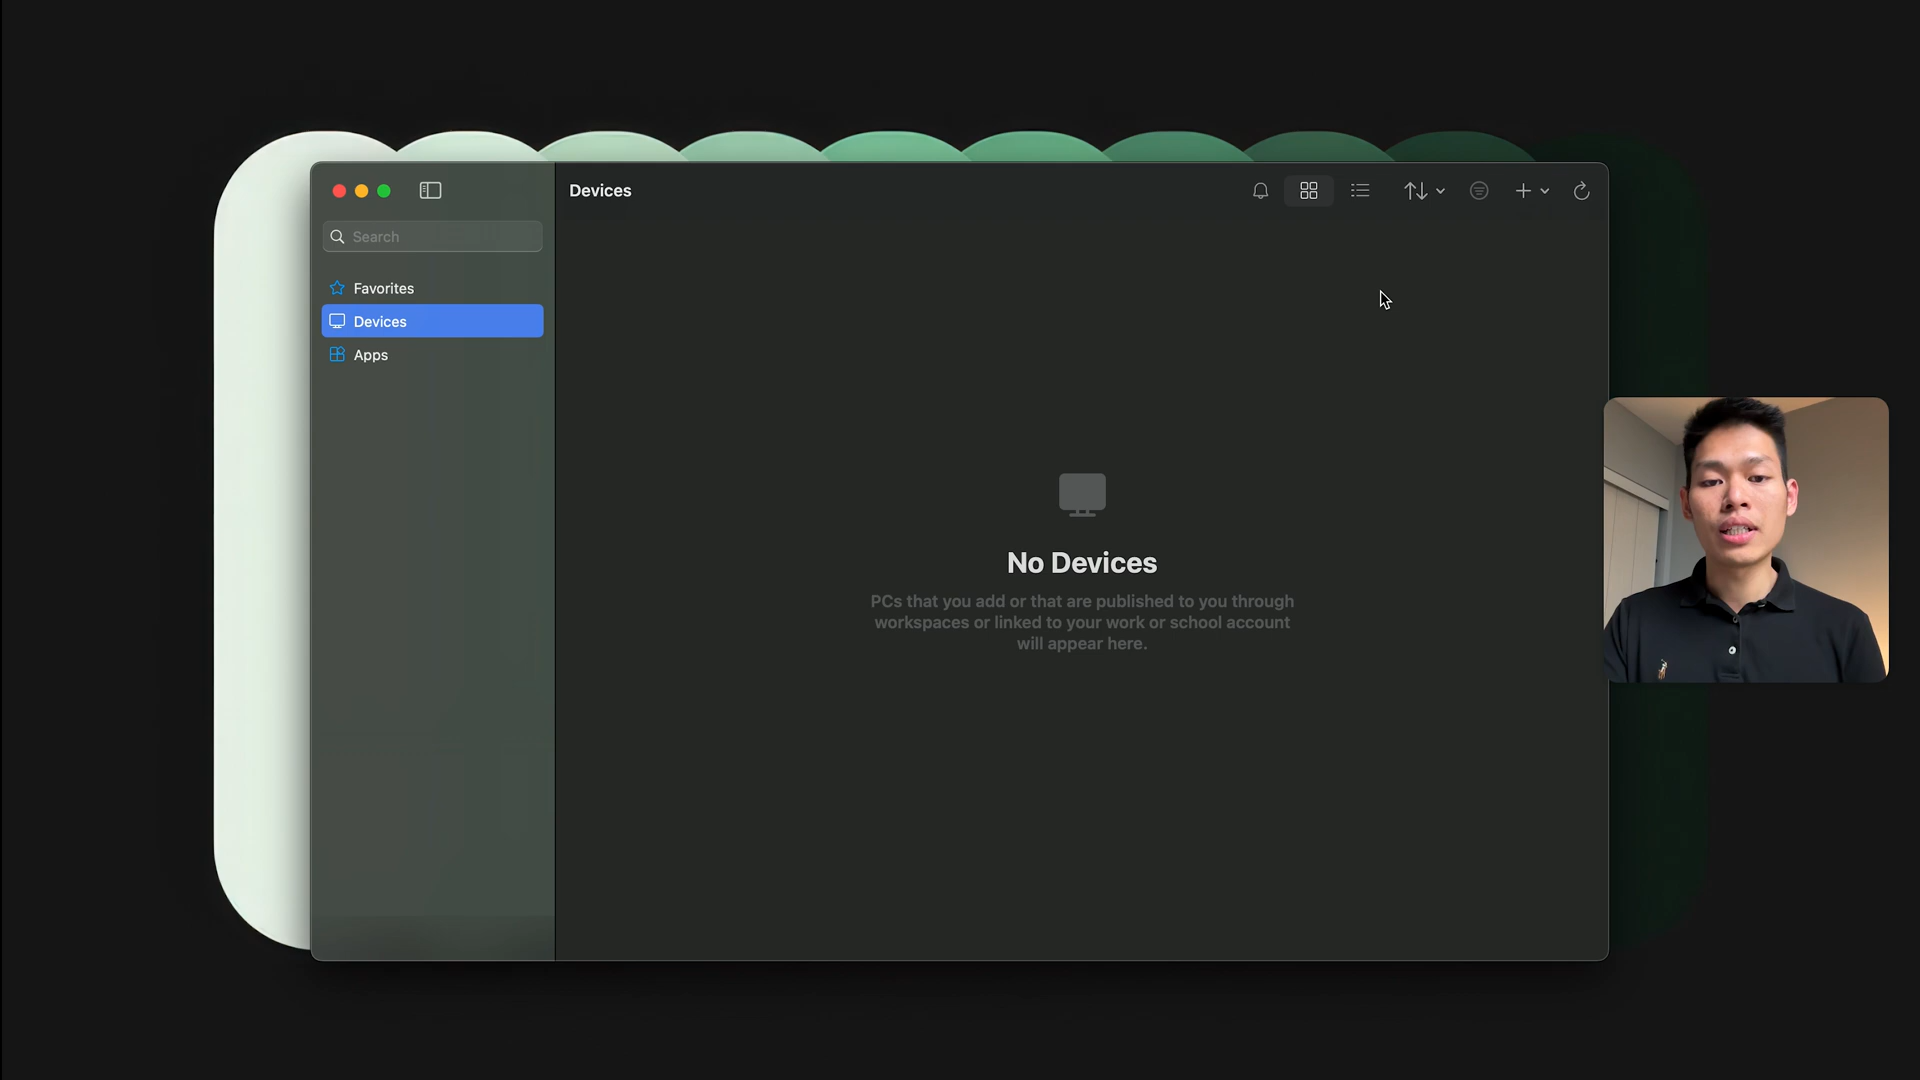 Devices
Search
Favorites
Devices
Apps
No Devices
PCs that you add or that are published to you through
workspaces or linked to your work or school account
will appear here.